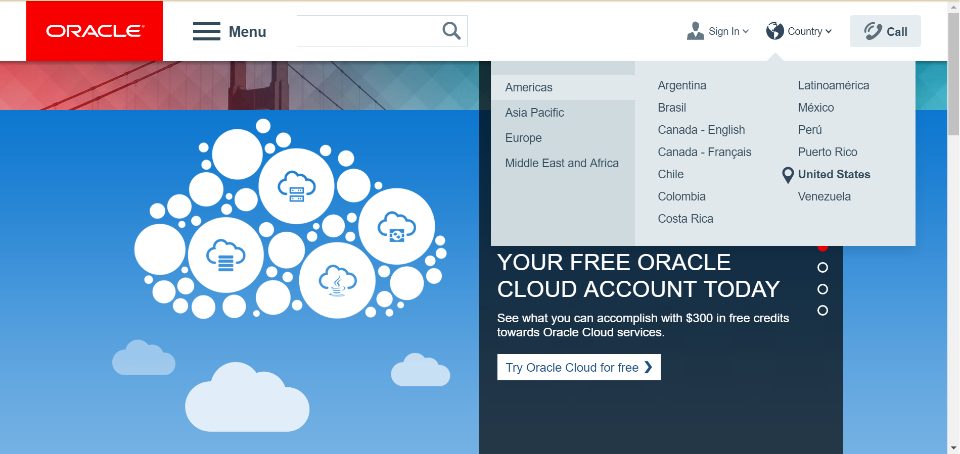 ORACLE
Menu
Sign In
Country
Call
Americas
Asia Pacific
Europe
Middle East and Africa
Argentina
Brasil
Canada - English
Canada - Français
Chile
Colombia
Costa Rica
Latinoamérica
México
Perú
Puerto Rico
United States
Venezuela
YOUR FREE ORACLE
CLOUD ACCOUNT TODAY
See what you can accomplish with $300 in free credits
towards Oracle Cloud services.
Try Oracle Cloud for free